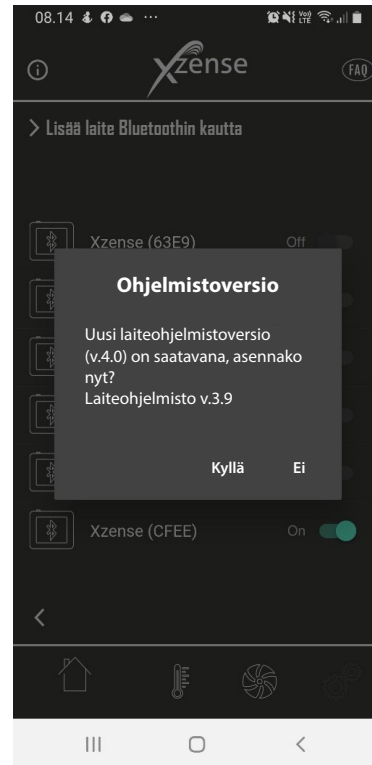 08.14
Xzense
FAQ
> Lisää laite Bluetoothin kautta
Xzense (63E9) Off
Ohjelmistoversio
Uusi laiteohjelmistoversio
(v.4.0) on saatavana, asennako
nyt?
Laiteohjelmisto v.3.9
Kyllä Ei
Xzense (CFEE) On